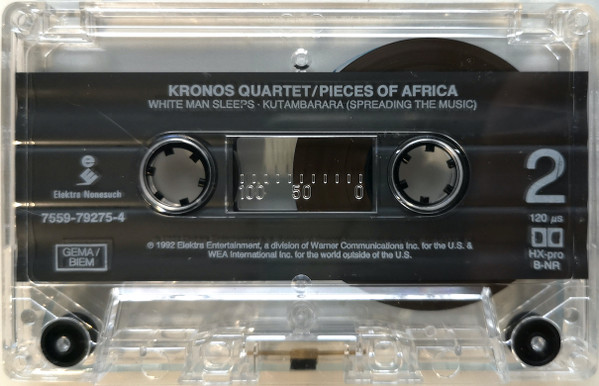 KRONOS QUARTET/PIECES OF AFRICA
WHITE MAN SLEEPS · KUTAMBARARA (SPREADING THE MUSIC)
e
Elektra Nonesuch
7559-79275-4
100 50 0
2
120 µs
HX-pro
B-NR
GEMA/
BIEM
℗ 1992 Elektra Entertainment, a division of Warner Communications Inc. for the U.S. &
WEA International Inc. for the world outside of the U.S.